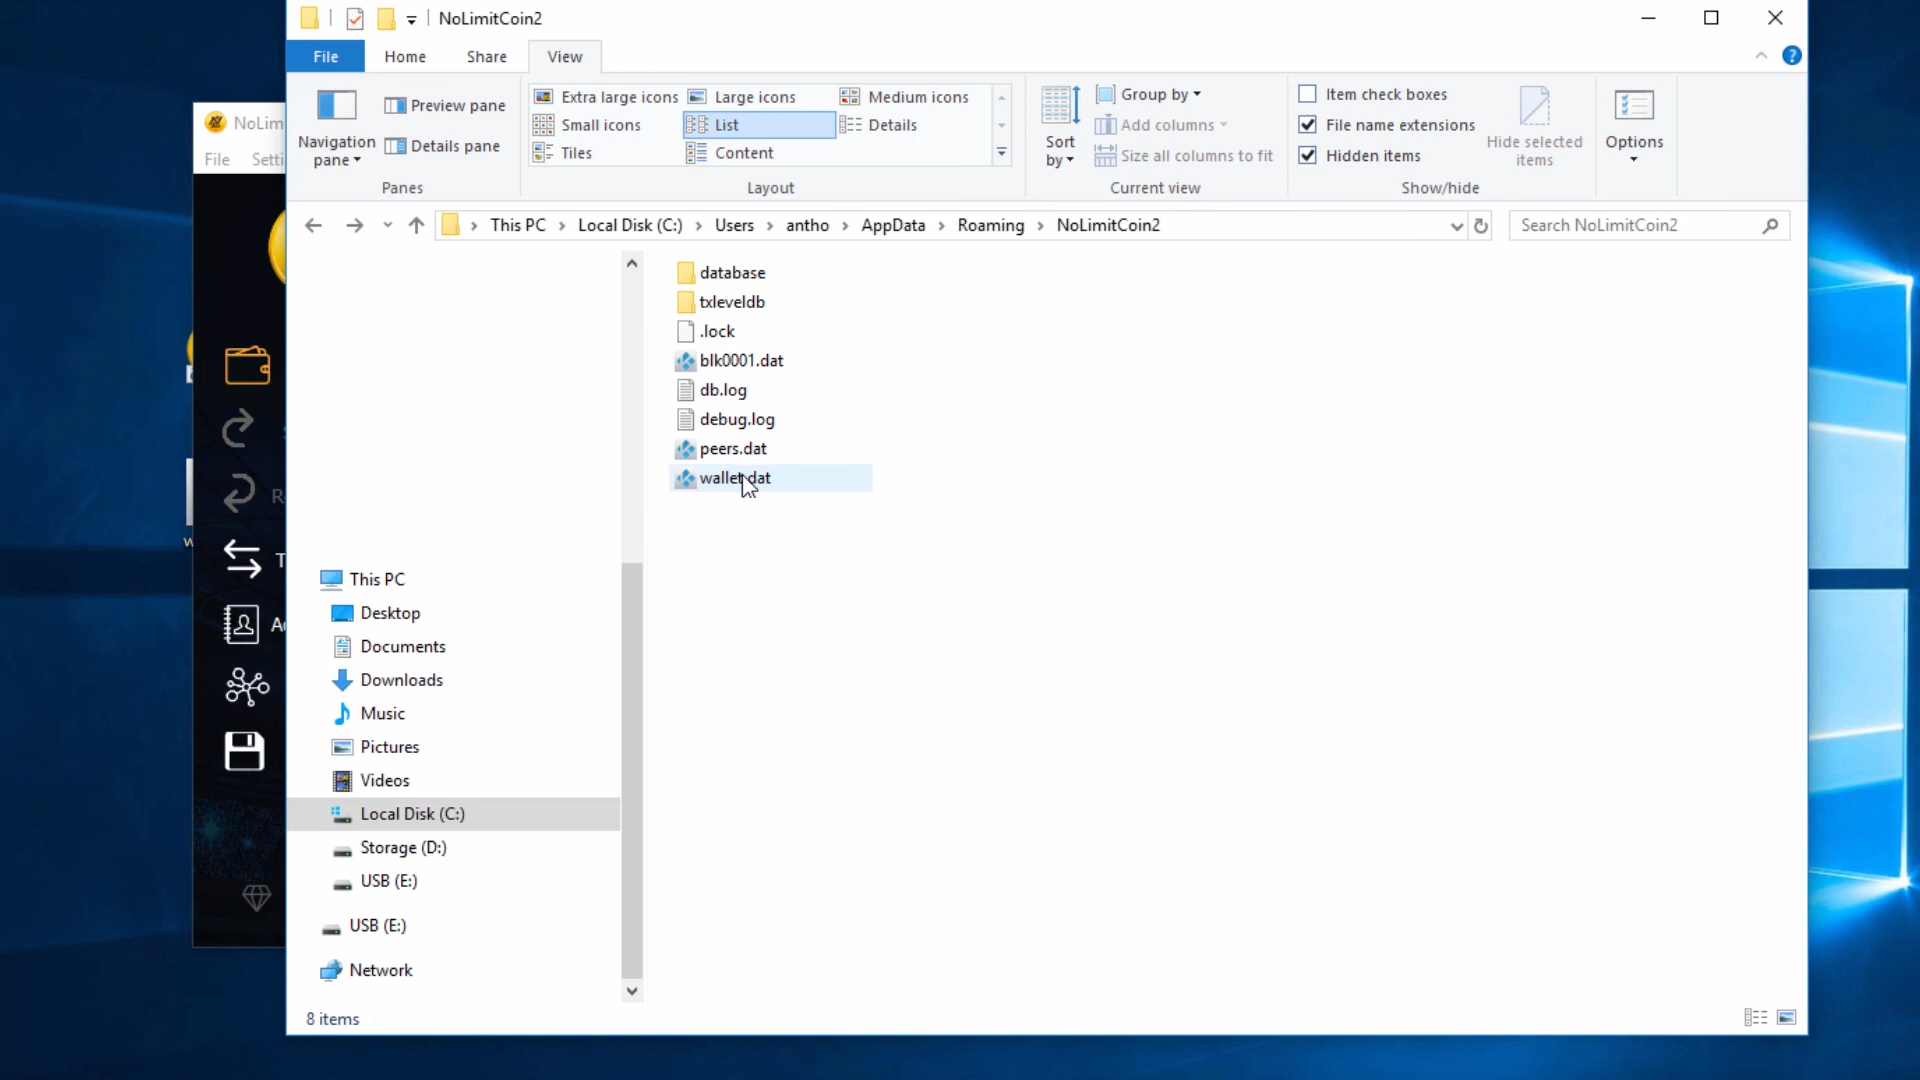 NoLimitCoin2
File Home Share View
Navigation pane
Preview pane
Details pane
Panes
Extra large icons Large icons Medium icons
Small icons List Details
Tiles Content
Layout
Sort by
Group by
Add columns
Size all columns to fit
Current view
Item check boxes
File name extensions
Hidden items
Hide selected items
Show/hide
Options
This PC > Local Disk (C:) > Users > antho > AppData > Roaming > NoLimitCoin2
Search NoLimitCoin2
NoLim
File Setti
R
T
A
database
txleveldb
.lock
blk0001.dat
db.log
debug.log
peers.dat
wallet.dat
This PC
Desktop
Documents
Downloads
Music
Pictures
Videos
Local Disk (C:)
Storage (D:)
USB (E:)
USB (E:)
Network
8 items